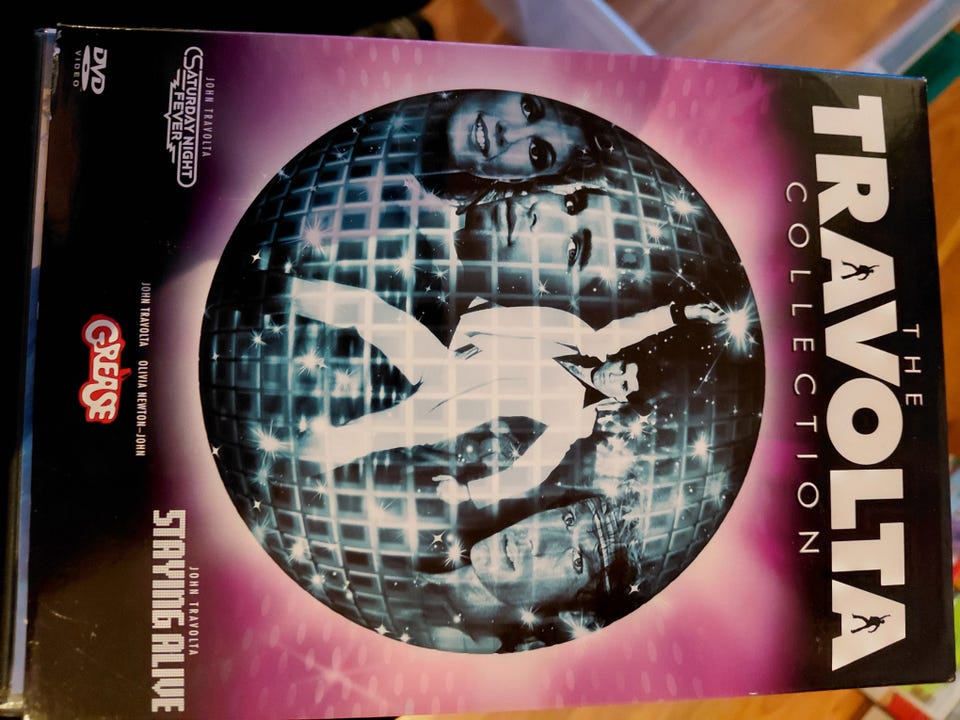 THE
TRAVOLTA
COLLECTION
JOHN TRAVOLTA
SATURDAY NIGHT
FEVER
JOHN TRAVOLTA OLIVIA NEWTON-JOHN
GREASE
JOHN TRAVOLTA
STAYING ALIVE
DVD
VIDEO